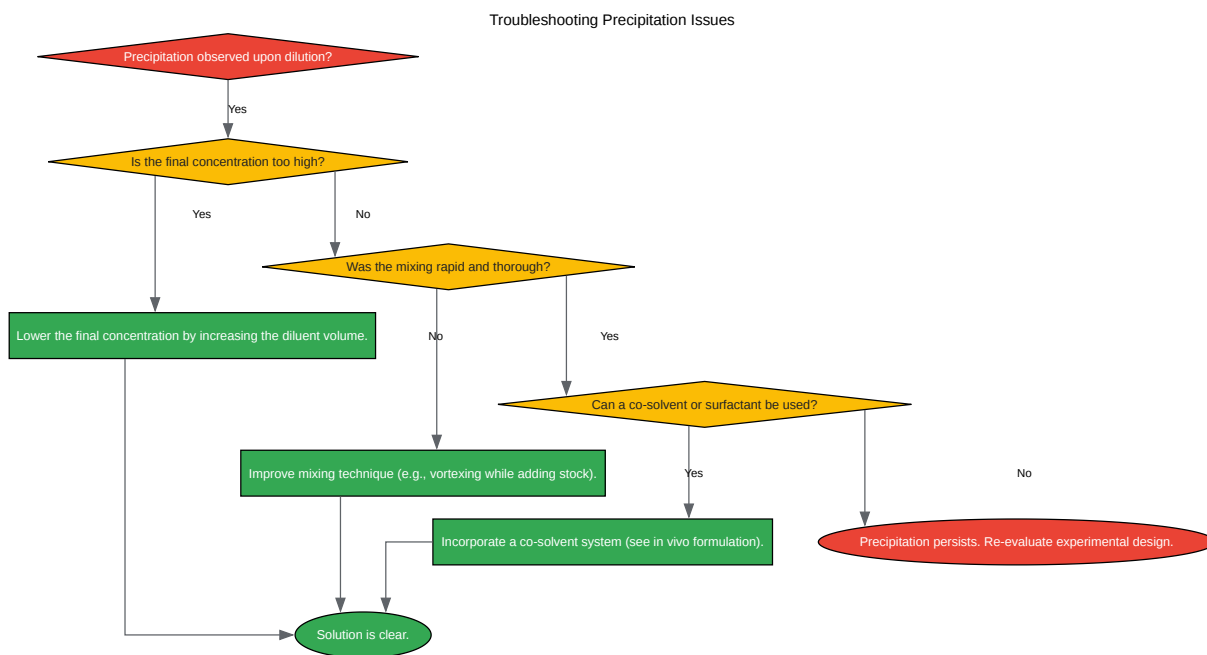 Troubleshooting Precipitation Issues
Precipitation observed upon dilution?
Yes
Is the final concentration too high?
Yes
No
Was the mixing rapid and thorough?
Lower the final concentration by increasing the diluent volume.
No
Yes
Can a co-solvent or surfactant be used?
Improve mixing technique (e.g., vortexing while adding stock).
Yes
No
Incorporate a co-solvent system (see in vivo formulation).
Precipitation persists. Re-evaluate experimental design.
Solution is clear.